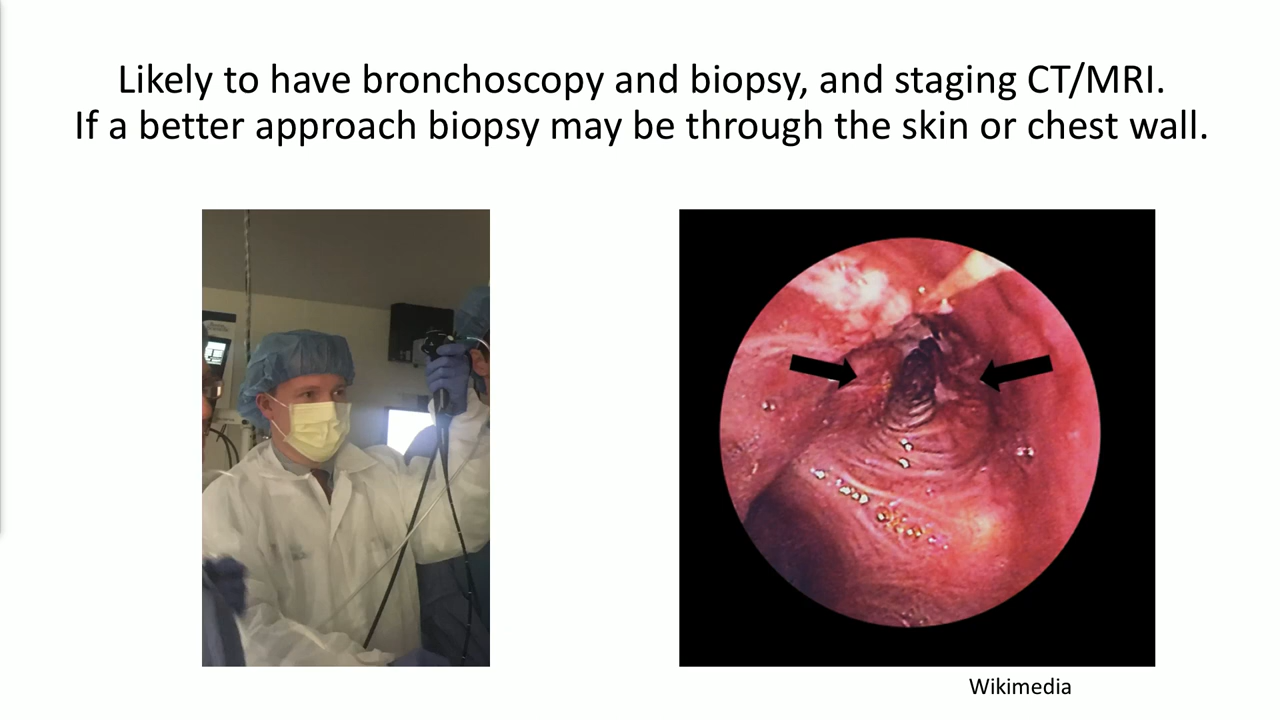 Likely to have bronchoscopy and biopsy, and staging CT/MRI.
If a better approach biopsy may be through the skin or chest wall.
Wikimedia